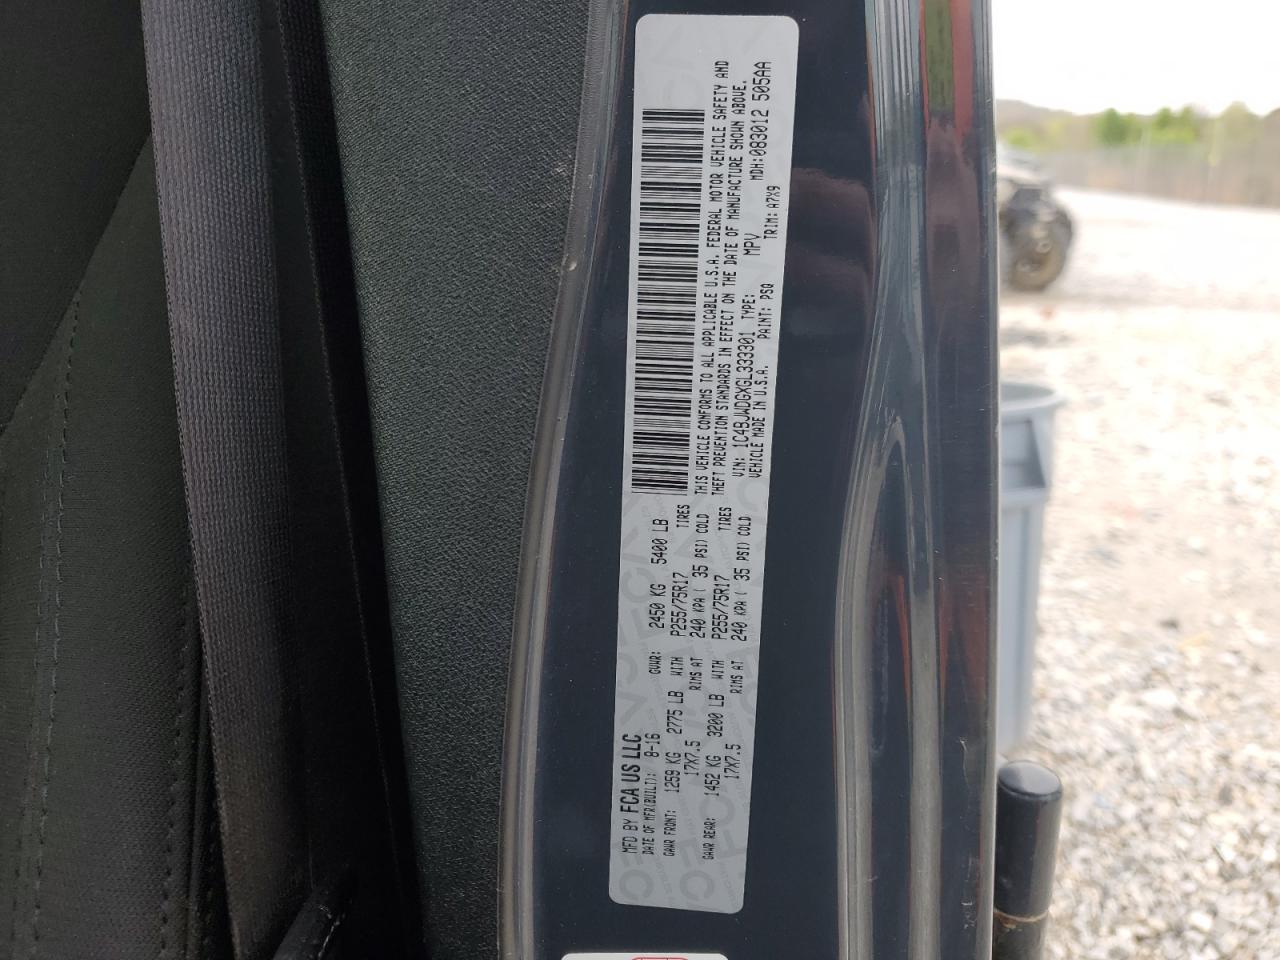 MFD BY FCA US LLC
DATE OF MFR(BUILT): 8-16 GVWR: 2450 KG 5400 LB
GAWR FRONT: 1259 KG 2775 LB WITH P255/75R17 TIRES
17X7.5 RIMS AT 240 KPA ( 35 PSI) COLD
GAWR REAR: 1452 KG 3200 LB WITH P255/75R17 TIRES
17X7.5 RIMS AT 240 KPA ( 35 PSI) COLD
THIS VEHICLE CONFORMS TO ALL APPLICABLE U.S.A. FEDERAL MOTOR VEHICLE SAFETY AND
THEFT PREVENTION STANDARDS IN EFFECT ON THE DATE OF MANUFACTURE SHOWN ABOVE.
VIN: 1C4BJWDGXGL333301 TYPE: MPV MDH:083012 505AA
VEHICLE MADE IN U.S.A. PAINT: PSQ TRIM: A7X9